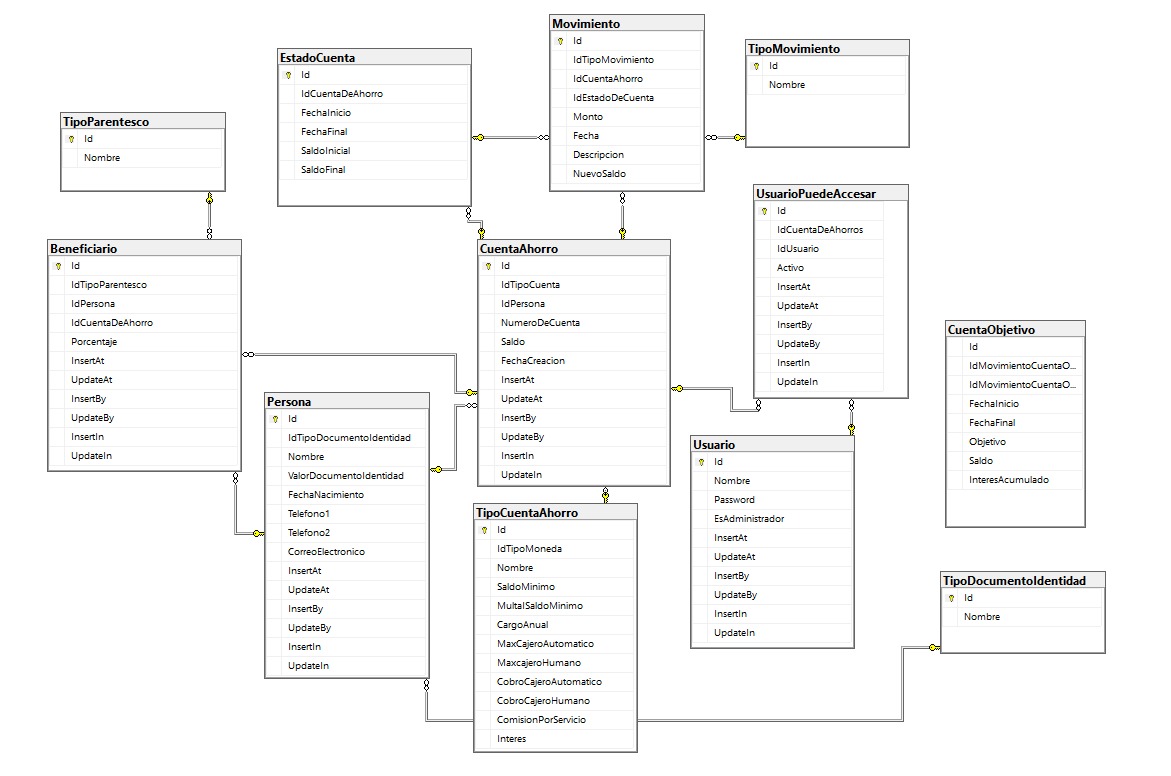 Movimiento
Id
IdTipoMovimiento
IdCuentaAhorro
IdEstadoDeCuenta
Monto
Fecha
Descripcion
NuevoSaldo
TipoMovimiento
Id
Nombre
EstadoCuenta
Id
IdCuentaDeAhorro
FechaInicio
FechaFinal
SaldoInicial
SaldoFinal
TipoParentesco
Id
Nombre
UsuarioPuedeAccesar
Id
IdCuentaDeAhorros
IdUsuario
Activo
InsertAt
UpdateAt
InsertBy
UpdateBy
InsertIn
UpdateIn
Beneficiario
Id
IdTipoParentesco
IdPersona
IdCuentaDeAhorro
Porcentaje
InsertAt
UpdateAt
InsertBy
UpdateBy
InsertIn
UpdateIn
CuentaAhorro
Id
IdTipoCuenta
IdPersona
NumeroDeCuenta
Saldo
FechaCreacion
InsertAt
UpdateAt
InsertBy
UpdateBy
InsertIn
UpdateIn
CuentaObjetivo
Id
IdMovimientoCuentaO...
IdMovimientoCuentaO...
FechaInicio
FechaFinal
Objetivo
Saldo
InteresAcumulado
Persona
Id
IdTipoDocumentoIdentidad
Nombre
ValorDocumentoIdentidad
FechaNacimiento
Telefono1
Telefono2
CorreoElectronico
InsertAt
UpdateAt
InsertBy
UpdateBy
InsertIn
UpdateIn
Usuario
Id
Nombre
Password
EsAdministrador
InsertAt
UpdateAt
InsertBy
UpdateBy
InsertIn
UpdateIn
TipoCuentaAhorro
Id
IdTipoMoneda
Nombre
SaldoMinimo
MultaISaldoMinimo
CargoAnual
MaxCajeroAutomatico
MaxcajeroHumano
CobroCajeroAutomatico
CobroCajeroHumano
ComisionPorServicio
Interes
TipoDocumentoIdentidad
Id
Nombre